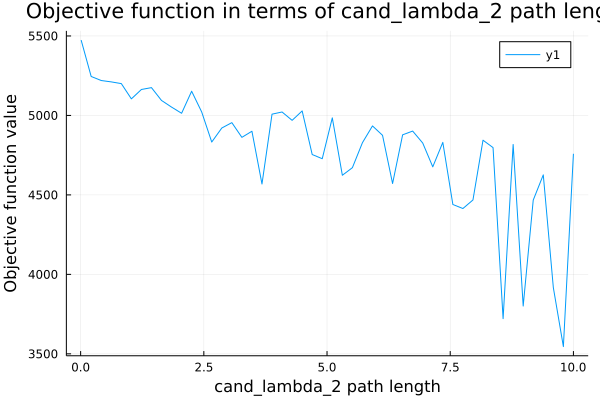 Objective function in terms of cand_lambda_2 path leng
5500
5000
4500
4000
3500
Objective function value
y1
0.0
2.5
5.0
7.5
10.0
cand_lambda_2 path length